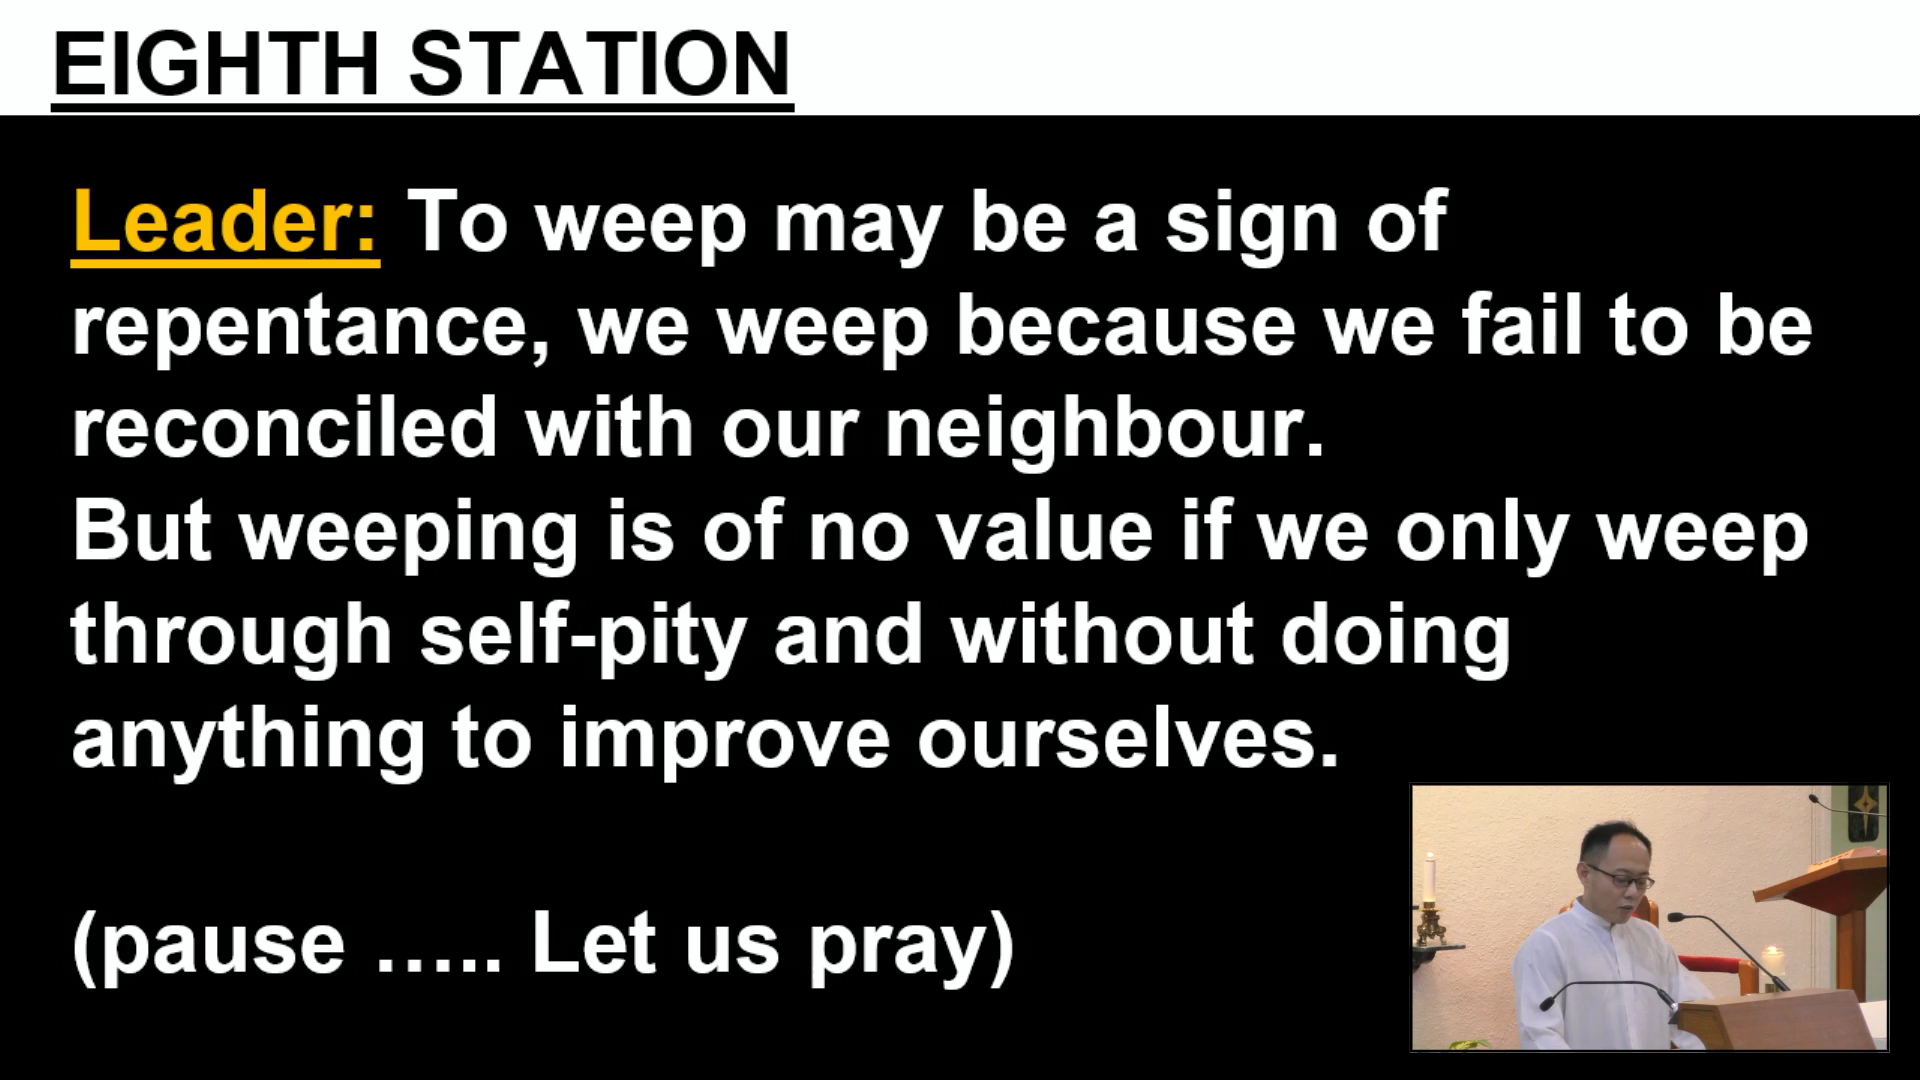 EIGHTH STATION
Leader: To weep may be a sign of
repentance, we weep because we fail to be
reconciled with our neighbour.
But weeping is of no value if we only weep
through self-pity and without doing
anything to improve ourselves.
(pause ….. Let us pray)